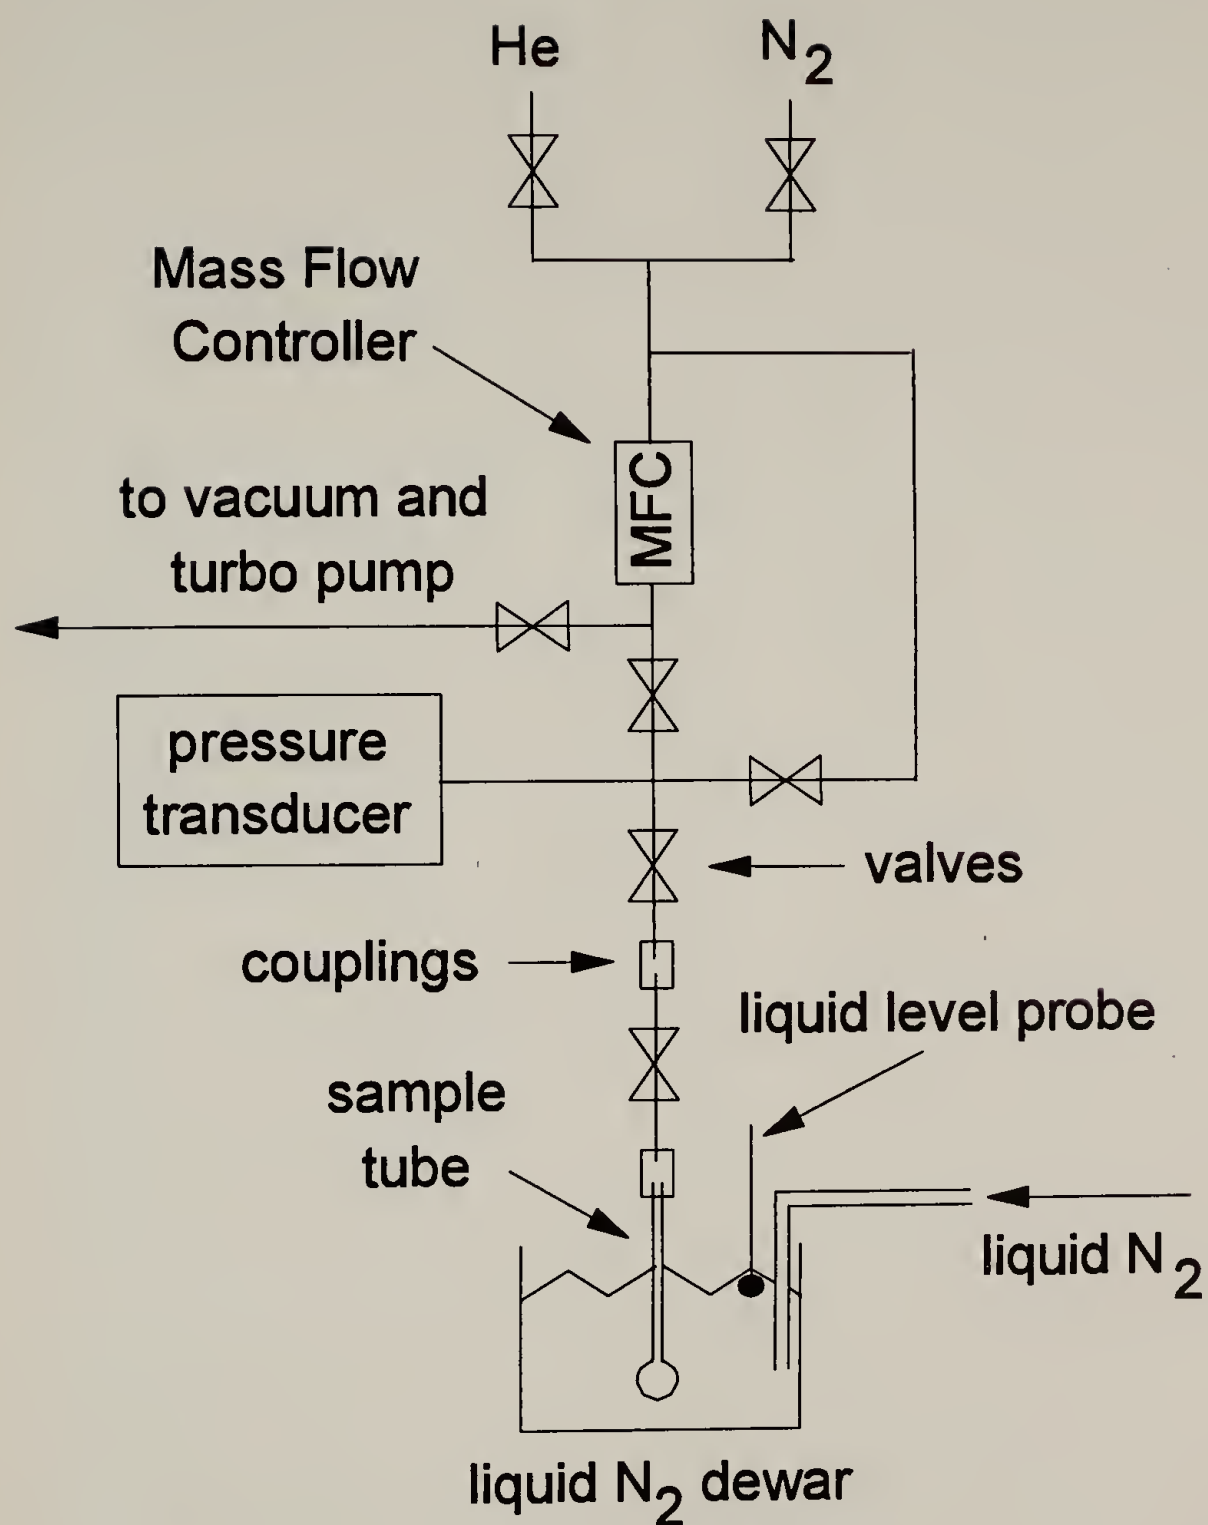 He
N2
Mass Flow
Controller
MFC
to vacuum and
turbo pump
pressure
transducer
valves
couplings
liquid level probe
sample
tube
liquid N2
liquid N2 dewar